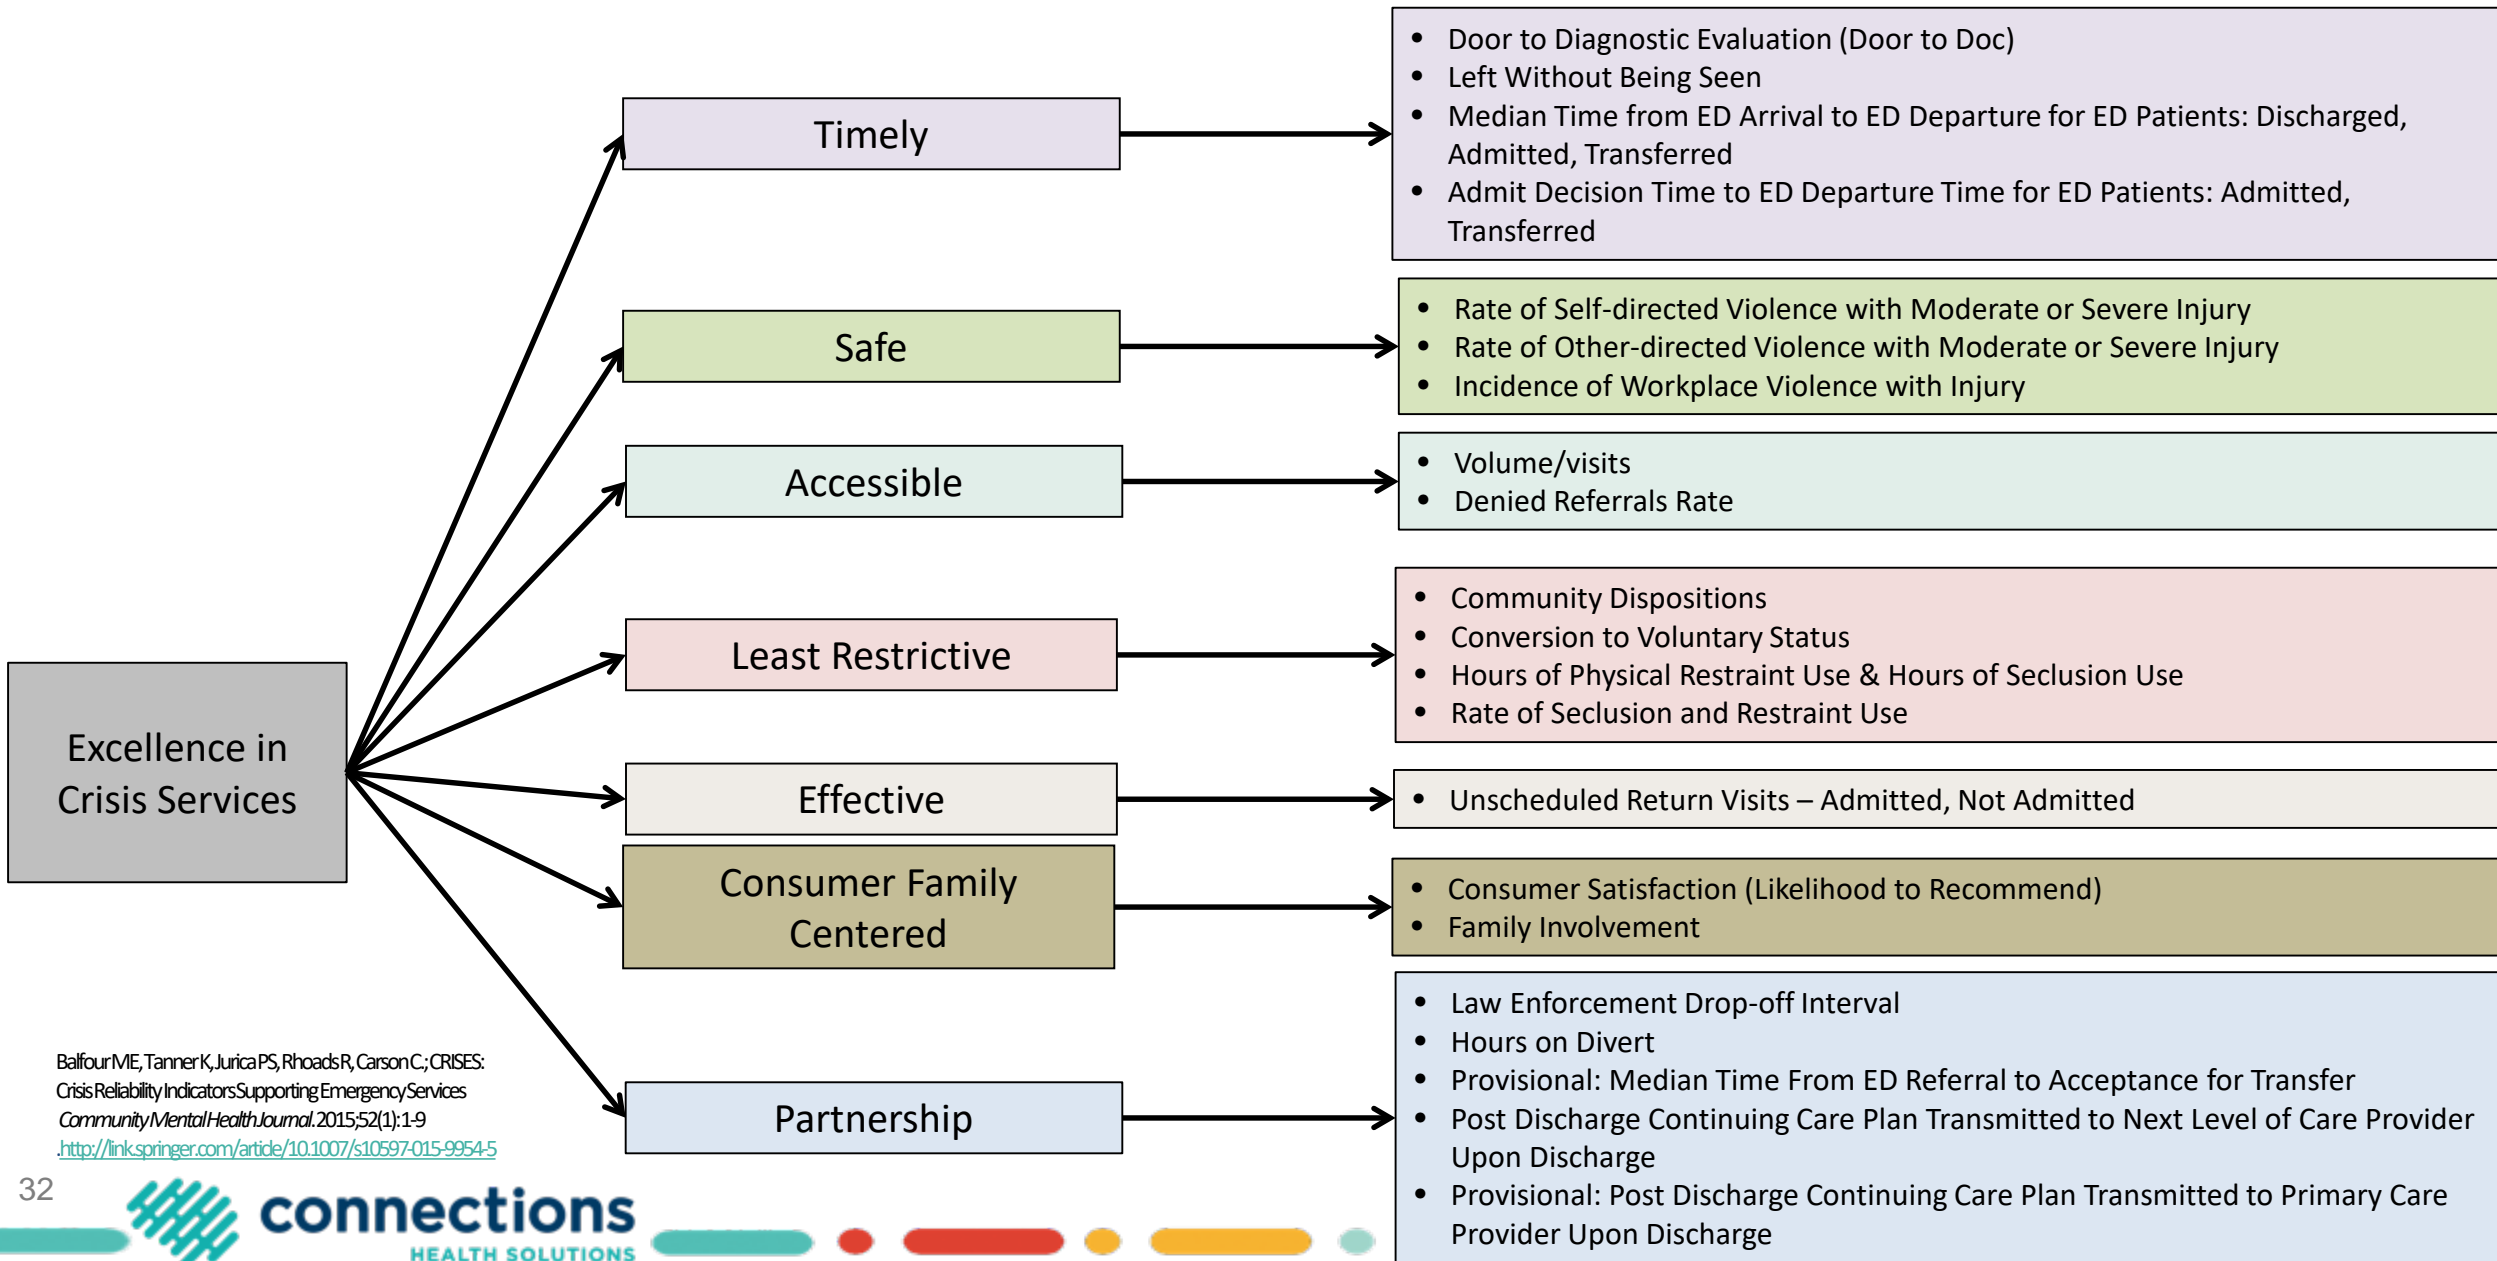 Excellence in
Crisis Services
Timely
• Door to Diagnostic Evaluation (Door to Doc)
• Left Without Being Seen
• Median Time from ED Arrival to ED Departure for ED Patients: Discharged,
Admitted, Transferred
• Admit Decision Time to ED Departure Time for ED Patients: Admitted,
Transferred
Safe
• Rate of Self-directed Violence with Moderate or Severe Injury
• Rate of Other-directed Violence with Moderate or Severe Injury
• Incidence of Workplace Violence with Injury
Accessible
• Volume/visits
• Denied Referrals Rate
Least Restrictive
• Community Dispositions
• Conversion to Voluntary Status
• Hours of Physical Restraint Use & Hours of Seclusion Use
• Rate of Seclusion and Restraint Use
Effective
• Unscheduled Return Visits – Admitted, Not Admitted
Consumer Family
Centered
• Consumer Satisfaction (Likelihood to Recommend)
• Family Involvement
Partnership
• Law Enforcement Drop-off Interval
• Hours on Divert
• Provisional: Median Time From ED Referral to Acceptance for Transfer
• Post Discharge Continuing Care Plan Transmitted to Next Level of Care Provider
Upon Discharge
• Provisional: Post Discharge Continuing Care Plan Transmitted to Primary Care
Provider Upon Discharge
Balfour ME, Tanner K, Jurica PS, Rhoads R, Carson C.; CRISES:
Crisis Reliability Indicators Supporting Emergency Services
Community Mental Health Journal. 2015;52(1): 1-9
.http://link.springer.com/article/10.1007/s10597-015-9954-5
32
connections
HEALTH SOLUTIONS